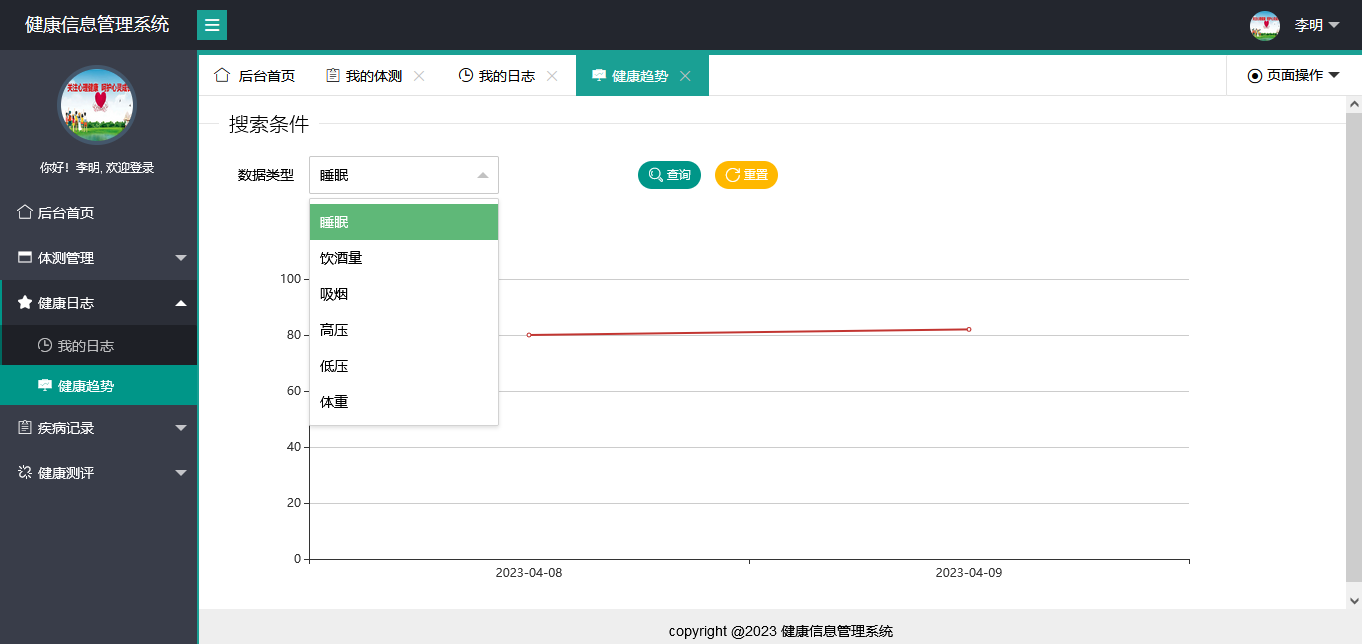 健康信息管理系统
李明
你好！李明, 欢迎登录
后台首页
体测管理
健康日志
我的日志
健康趋势
疾病记录
健康测评
后台首页 我的体测 我的日志 健康趋势 页面操作
搜索条件
数据类型 睡眠 查询 重置
睡眠
饮酒量
吸烟
高压
低压
体重
100
80
60
40
20
0
2023-04-08 2023-04-09
copyright @2023 健康信息管理系统